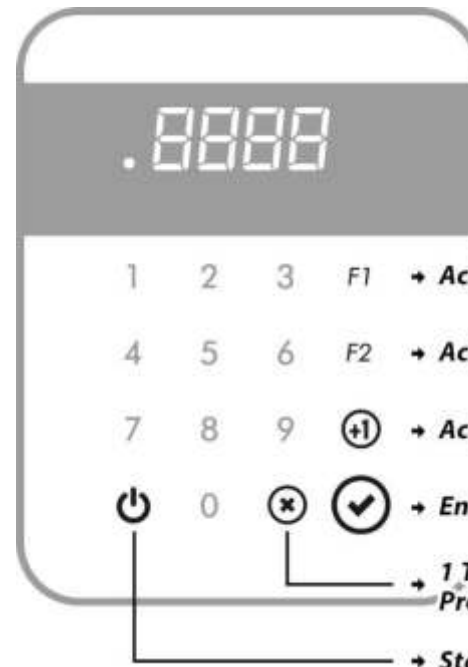 .8888
1 2 3 F1 → Ac
4 5 6 F2 → Ac
7 8 9 +1 → Ac
0 → En
→ 1 T
Pr
→ St